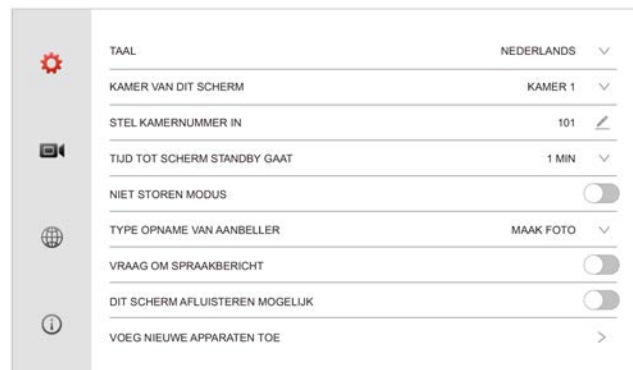 TAAL NEDERLANDS
KAMER VAN DIT SCHERM KAMER 1
STEL KAMERNUMMER IN 101
TIJD TOT SCHERM STANDBY GAAT 1 MIN
NIET STOREN MODUS
TYPE OPNAME VAN AANBELLER MAAK FOTO
VRAAG OM SPRAAKBERICHT
DIT SCHERM AFLUISTEREN MOGELIJK
VOEG NIEUWE APPARATEN TOE